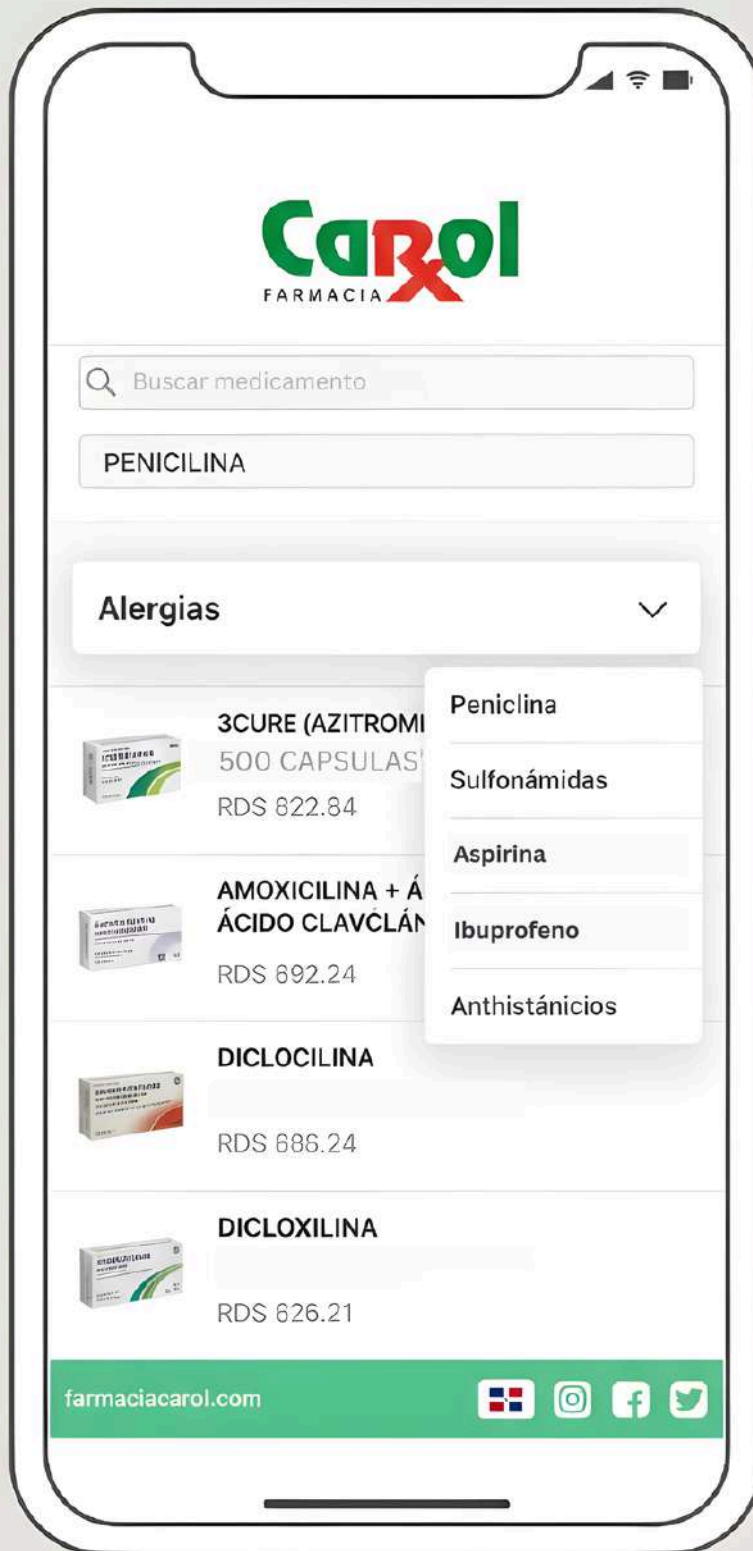 Carol
FARMACIA
Buscar medicamento
PENICILINA
Alergias
3CURE (AZITROMI
500 CAPSULAS
RDS 822.84
Peniclina
Sulfonámidas
Aspirina
Ibuprofeno
Anthistánicios
AMOXICILINA + Á
ÁCIDO CLAVCLÁN
RDS 692.24
DICLOCILINA
RDS 686.24
DICLOXILINA
RDS 626.21
farmaciacarol.com